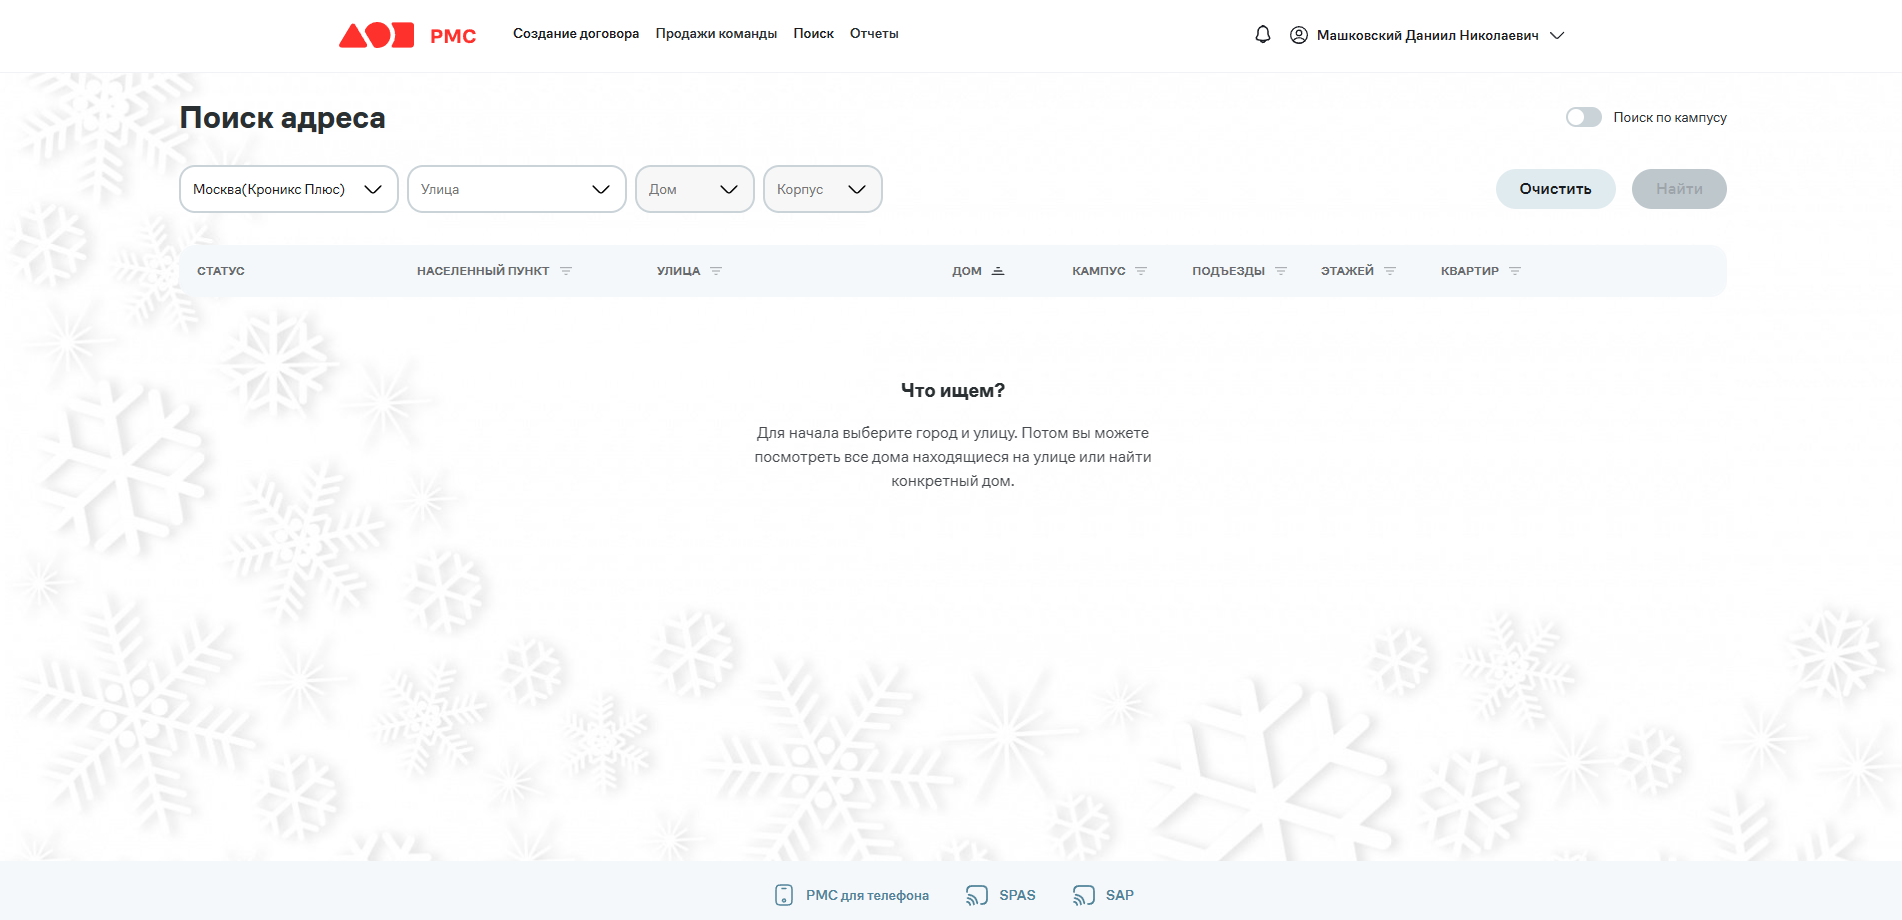 РМС
Создание договора Продажи команды Поиск Отчеты
Машковский Даниил Николаевич
Поиск адреса
Поиск по кампусу
Москва(Кроникс Плюс) Улица Дом Корпус Очистить Найти
СТАТУС НАСЕЛЕННЫЙ ПУНКТ УЛИЦА ДОМ КАМПУС ПОДЪЕЗДЫ ЭТАЖЕЙ КВАРТИР
Что ищем?
Для начала выберите город и улицу. Потом вы можете
посмотреть все дома находящиеся на улице или найти
конкретный дом.
РМС для телефона SPAS SAP